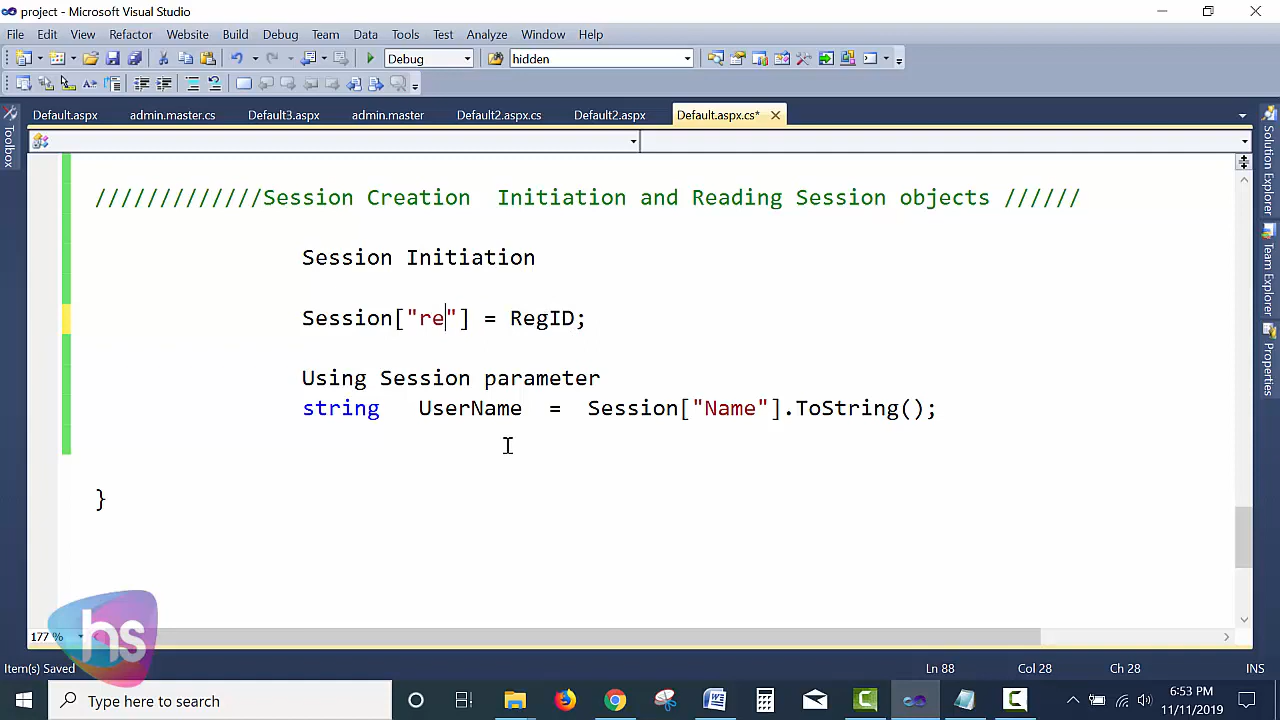 project - Microsoft Visual Studio
File Edit View Refactor Website Build Debug Team Data Tools Test Analyze Window Help
Debug hidden
Default.aspx admin.master.cs Default3.aspx admin.master Default2.aspx.cs Default2.aspx Default.aspx.cs*
Toolbox
Solution Explorer
Team Explorer
Properties
/////////////Session Creation Initiation and Reading Session objects //////
Session Initiation
Session["re"] = RegID;
Using Session parameter
string UserName = Session["Name"].ToString();
}
hs
177 %
Item(s) Saved Ln 88 Col 28 Ch 28 INS
Type here to search
6:53 PM
11/11/2019